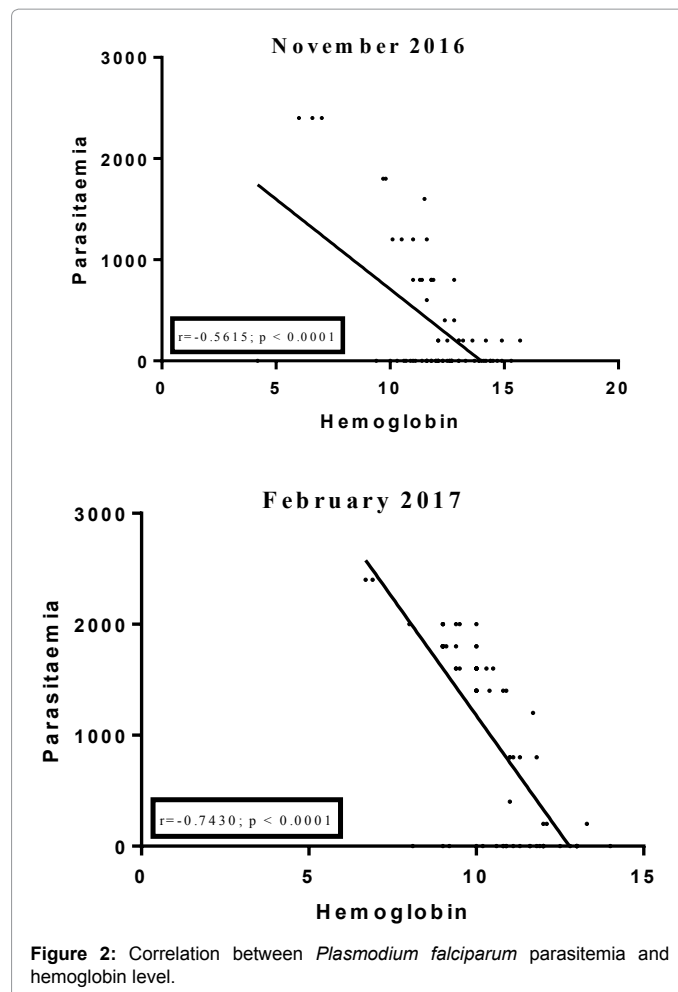 November 2016
3000
2000
1000
0
Parasitaemia
r=-0.5615; p < 0.0001
0 5 10 15 20
Hemoglobin
February 2017
3000
2000
1000
0
Parasitaemia
r=-0.7430; p < 0.0001
0 5 10 15
Hemoglobin
Figure 2: Correlation between Plasmodium falciparum parasitemia and
hemoglobin level.